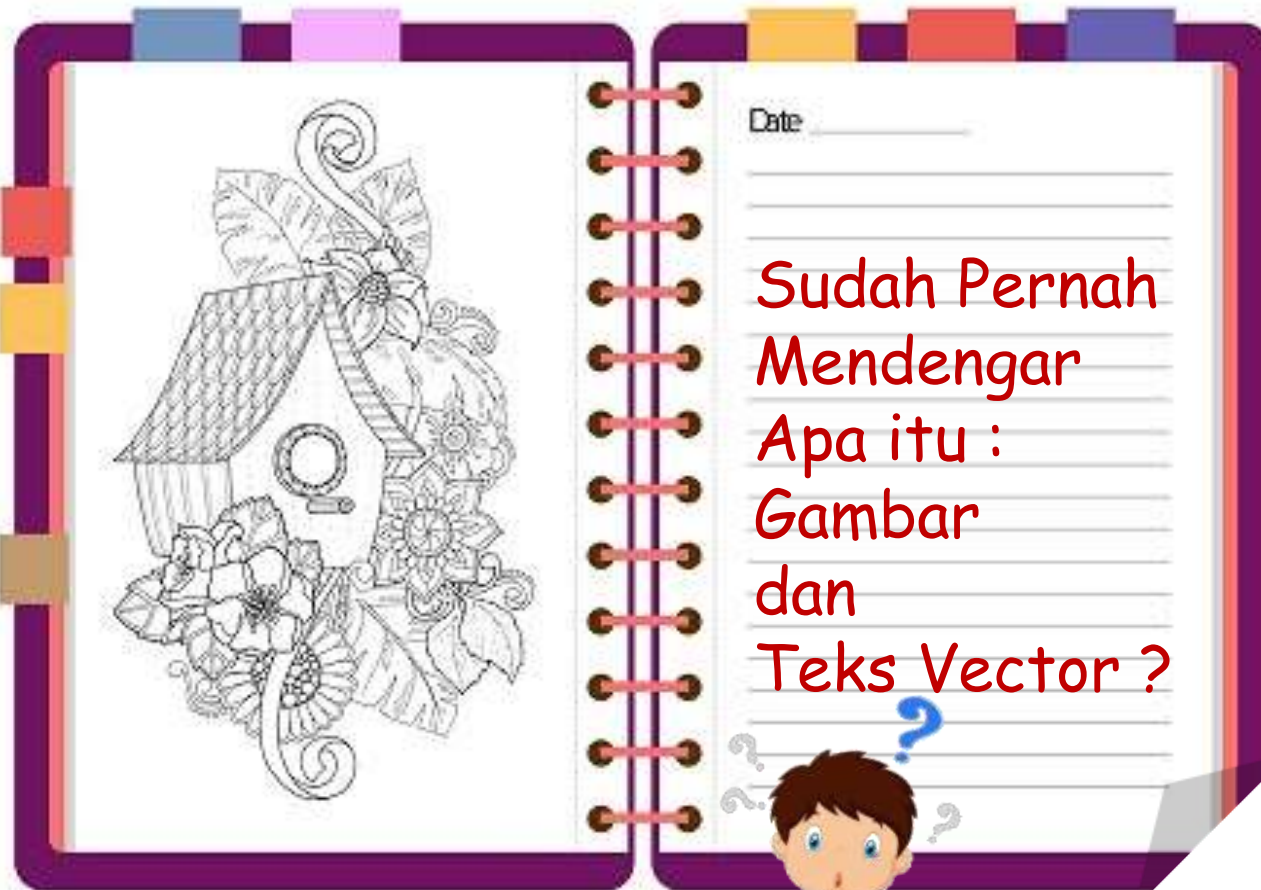 Date
Sudah Pernah
Mendengar
Apa itu :
Gambar
dan
Teks Vector ?